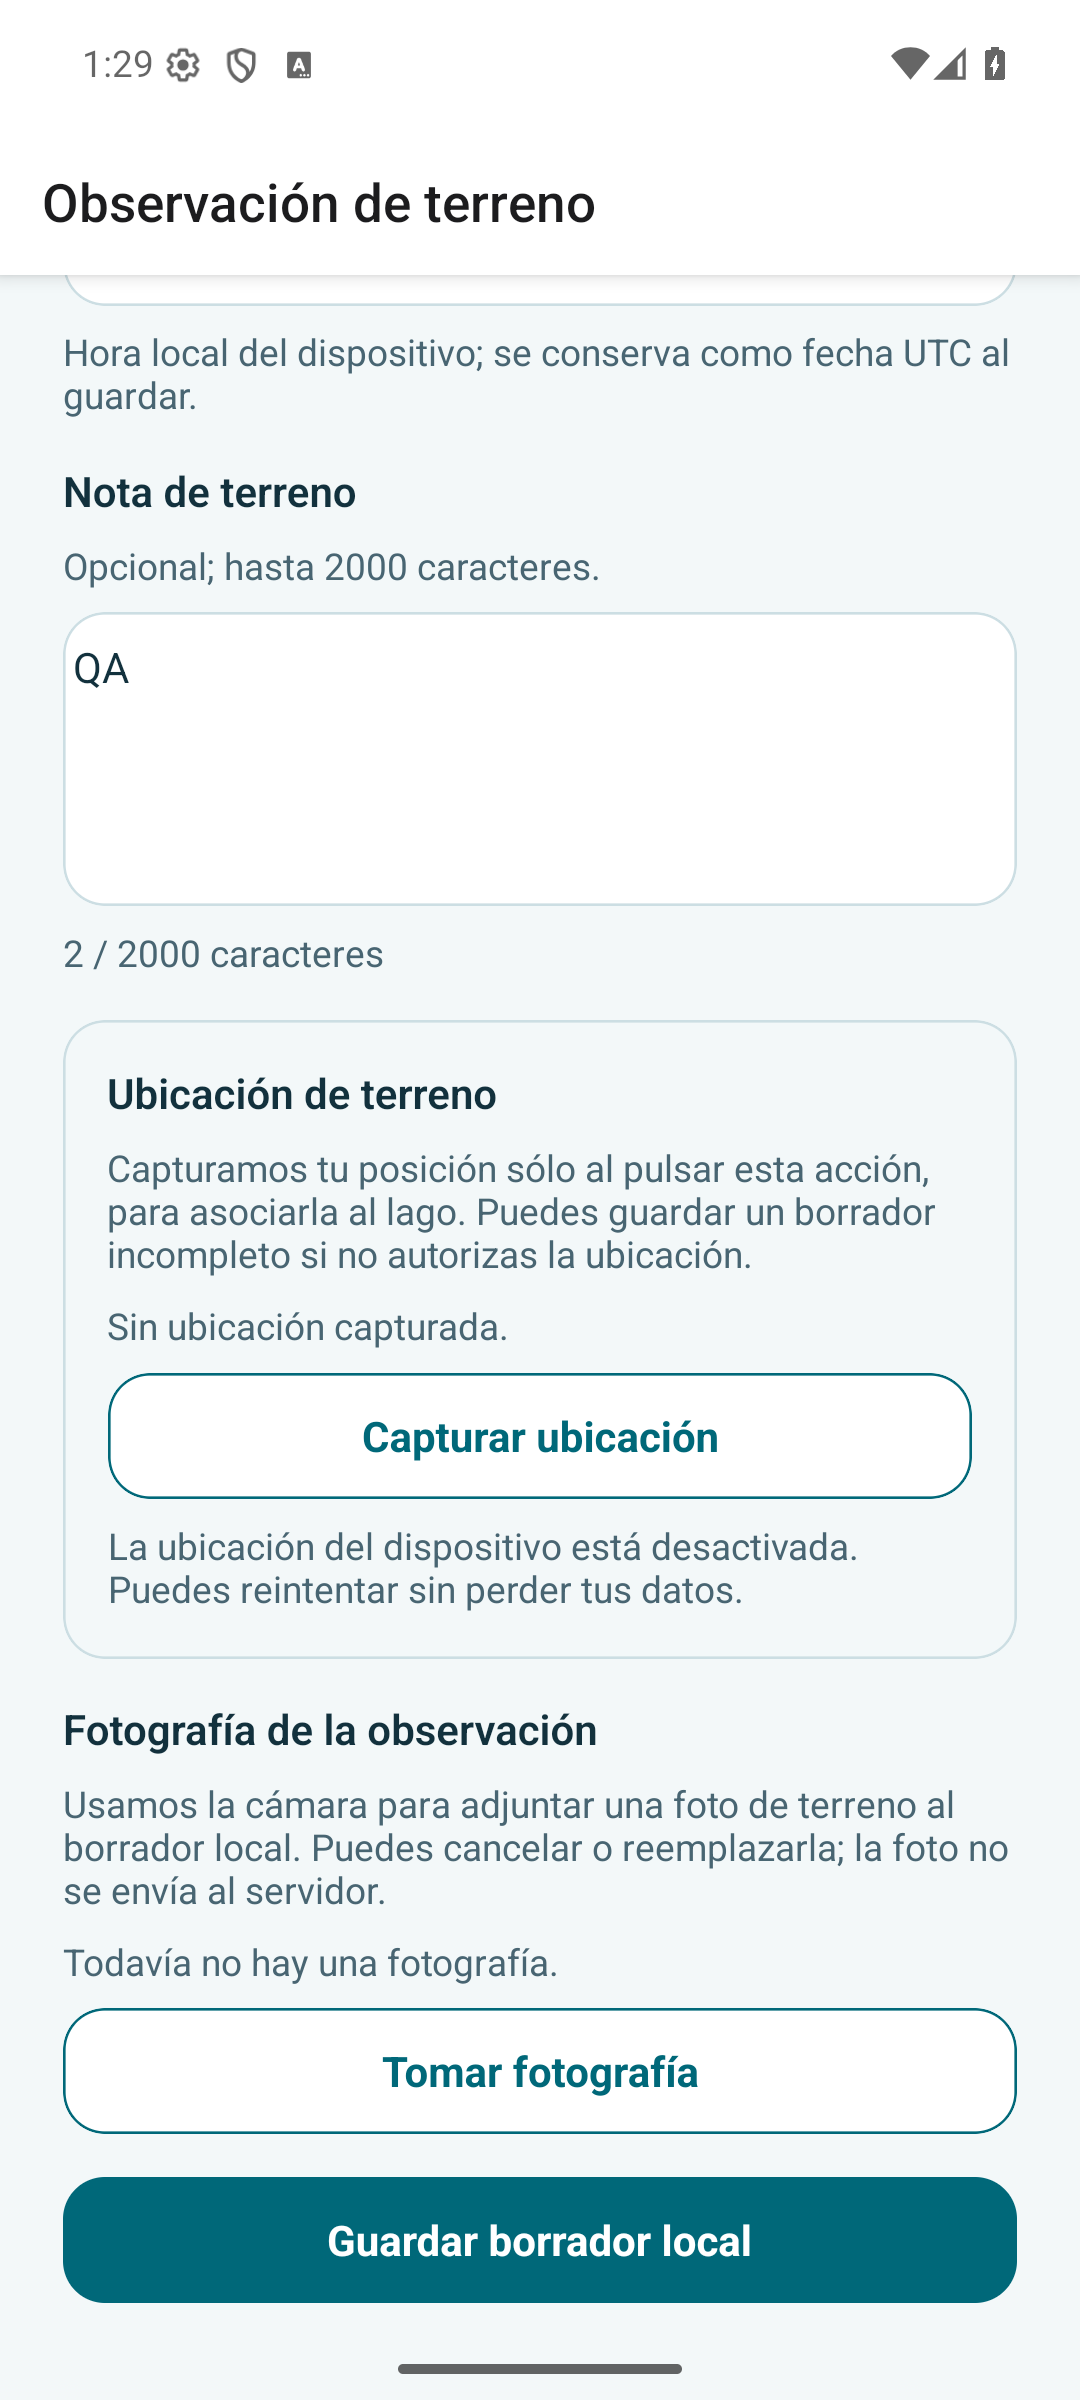 1:29
Observación de terreno
Hora local del dispositivo; se conserva como fecha UTC al
guardar.
Nota de terreno
Opcional; hasta 2000 caracteres.
QA
2 / 2000 caracteres
Ubicación de terreno
Capturamos tu posición sólo al pulsar esta acción,
para asociarla al lago. Puedes guardar un borrador
incompleto si no autorizas la ubicación.
Sin ubicación capturada.
Capturar ubicación
La ubicación del dispositivo está desactivada.
Puedes reintentar sin perder tus datos.
Fotografía de la observación
Usamos la cámara para adjuntar una foto de terreno al
borrador local. Puedes cancelar o reemplazarla; la foto no
se envía al servidor.
Todavía no hay una fotografía.
Tomar fotografía
Guardar borrador local